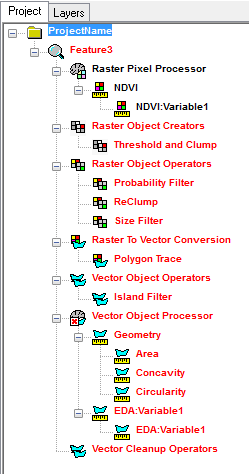 Project Layers
ProjectName
Feature3
Raster Pixel Processor
NDVI
NDVI:Variable1
Raster Object Creators
Threshold and Clump
Raster Object Operators
Probability Filter
ReClump
Size Filter
Raster To Vector Conversion
Polygon Trace
Vector Object Operators
Island Filter
Vector Object Processor
Geometry
Area
Concavity
Circularity
EDA:Variable1
EDA:Variable1
Vector Cleanup Operators